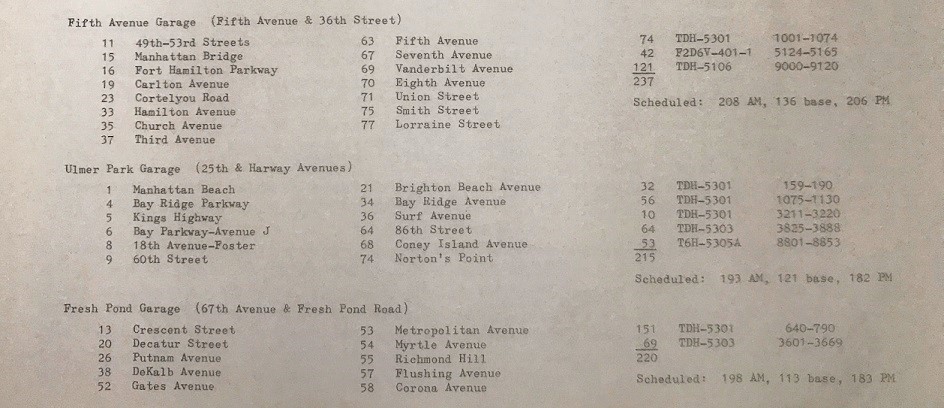 Fifth Avenue Garage (Fifth Avenue & 36th Street)
11 49th-53rd Streets 63 Fifth Avenue 74 TDH-5301 1001-1074
15 Manhattan Bridge 67 Seventh Avenue 42 F2D6V-401-1 5124-5165
16 Fort Hamilton Parkway 69 Vanderbilt Avenue 121 TDH-5106 9000-9120
19 Carlton Avenue 70 Eighth Avenue 237
23 Cortelyou Road 71 Union Street Scheduled: 208 AM, 136 base, 206 PM
33 Hamilton Avenue 75 Smith Street
35 Church Avenue 77 Lorraine Street
37 Third Avenue
Ulmer Park Garage (25th & Harway Avenues)
1 Manhattan Beach 21 Brighton Beach Avenue 32 TDH-5301 159-190
4 Bay Ridge Parkway 34 Bay Ridge Avenue 56 TDH-5301 1075-1130
5 Kings Highway 36 Surf Avenue 10 TDH-5301 3211-3220
6 Bay Parkway-Avenue J 64 86th Street 64 TDH-5303 3825-3888
8 18th Avenue-Foster 68 Coney Island Avenue 53 T6H-5305A 8801-8853
9 60th Street 74 Norton's Point 215
Scheduled: 193 AM, 121 base, 182 PM
Fresh Pond Garage (67th Avenue & Fresh Pond Road)
13 Crescent Street 53 Metropolitan Avenue 151 TDH-5301 640-790
20 Decatur Street 54 Myrtle Avenue 69 TDH-5303 3601-3669
26 Putnam Avenue 55 Richmond Hill 220
38 DeKalb Avenue 57 Flushing Avenue Scheduled: 198 AM, 113 base, 183 PM
52 Gates Avenue 58 Corona Avenue